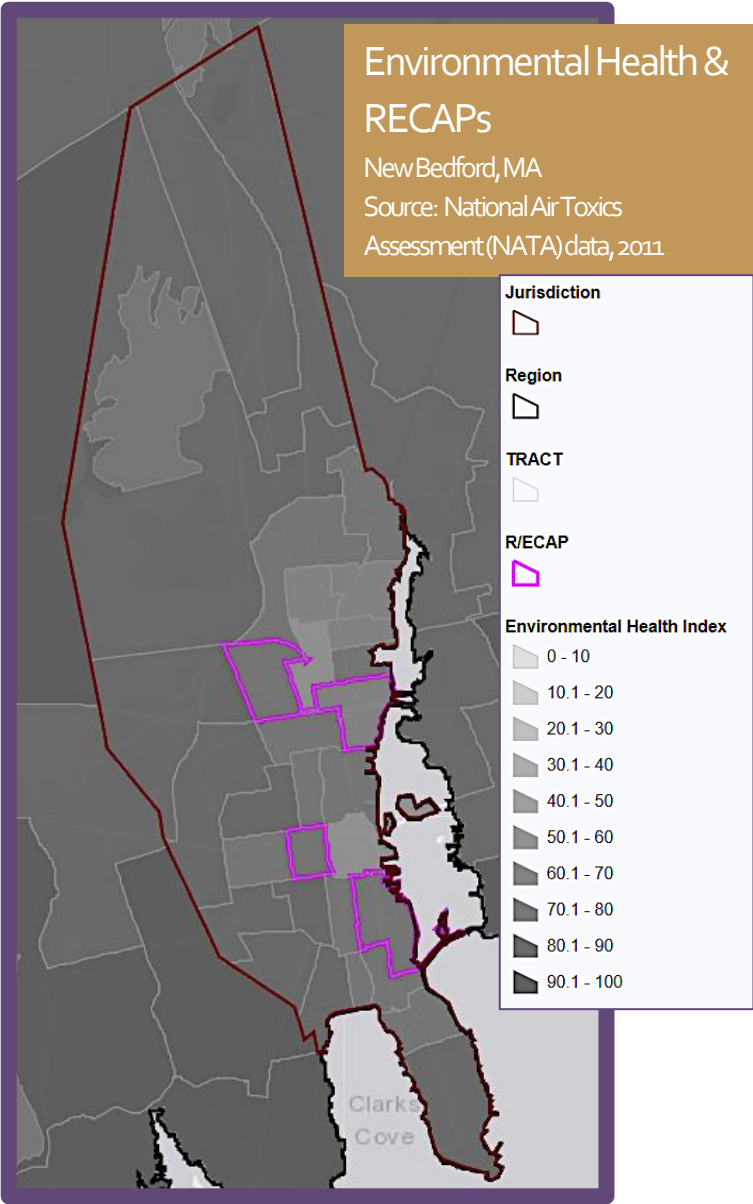 Environmental Health &
RECAPs
New Bedford, MA
Source: National Air Toxics
Assessment (NATA) data, 2011
Jurisdiction
Region
TRACT
R/ECAP
Environmental Health Index
0 - 10
10.1 - 20
20.1 - 30
30.1 - 40
40.1 - 50
50.1 - 60
60.1 - 70
70.1 - 80
80.1 - 90
90.1 - 100
Clarks
Cove